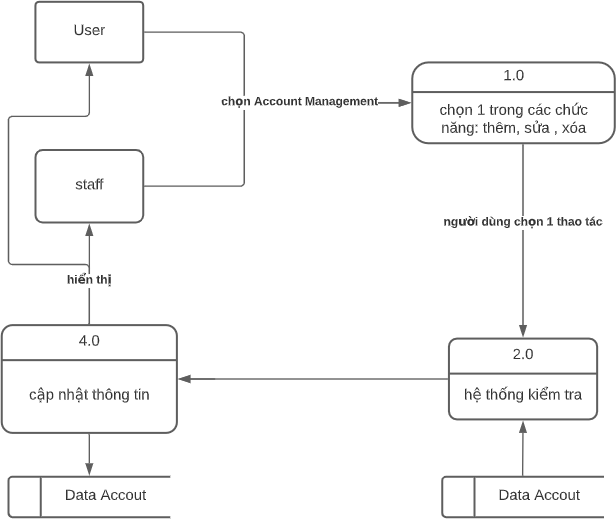 User
1.0
chọn Account Management
chọn 1 trong các chức
năng: thêm, sửa , xóa
staff
người dùng chọn 1 thao tác
hiển thị
4.0
2.0
cập nhật thông tin
hệ thống kiểm tra
Data Accout
Data Accout